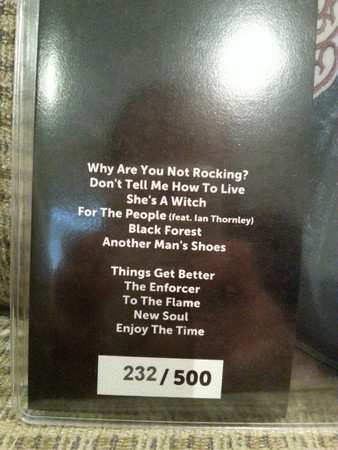 Why Are You Not Rocking?
Don't Tell Me How To Live
She's A Witch
For The People (feat. Ian Thornley)
Black Forest
Another Man's Shoes
Things Get Better
The Enforcer
To The Flame
New Soul
Enjoy The Time
232 / 500